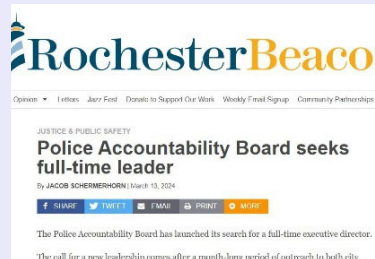 RochesterBeaco
Opinion Letters Jazz Fest Donate to Support Our Work Weekly Email Signup Community Partnerships
JUSTICE & PUBLIC SAFETY
Police Accountability Board seeks
full-time leader
By JACOB SCHERMERHORN | March 13, 2024
SHARE TWEET EMAIL PRINT MORE
The Police Accountability Board has launched its search for a full-time executive director.
The call for a new leadership comes after a month-long period of outreach to both city